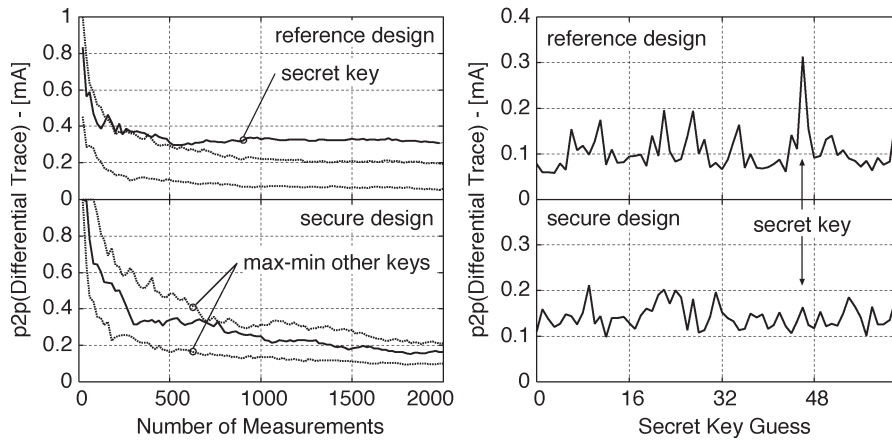 p2p(Differential Trace) - [mA]
1
0.8
0.6
0.4
0.2
0
reference design
secret key
0.8
0.6
0.4
0.2
0
secure design
max-min other keys
0 500 1000 1500 2000
Number of Measurements
p2p(Differential Trace) - [mA]
0.4
0.3
0.2
0.1
0
reference design
secure design
secret key
0.3
0.2
0.1
0
0 16 32 48
Secret Key Guess